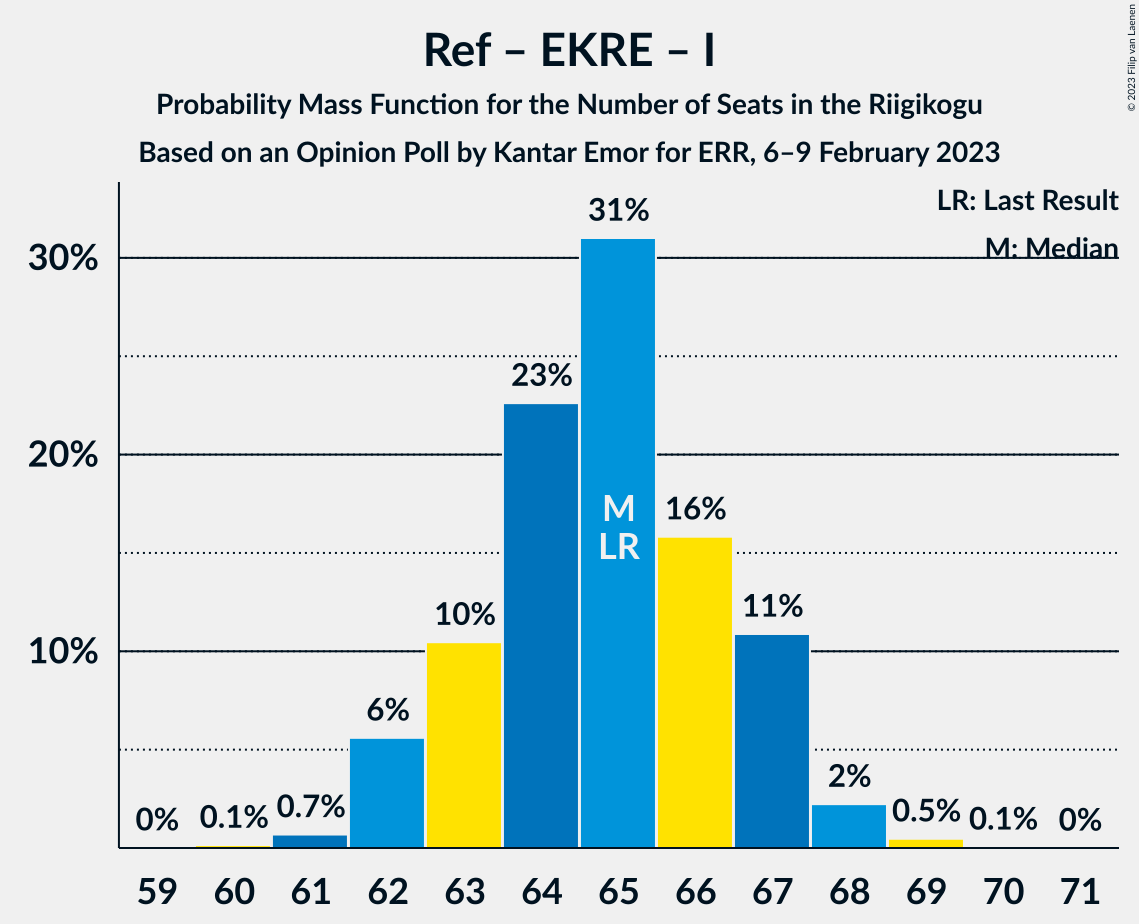 Ref – EKRE – I
Probability Mass Function for the Number of Seats in the Riigikogu
Based on an Opinion Poll by Kantar Emor for ERR, 6–9 February 2023
© 2023 Filip van Laenen
LR: Last Result
M: Median
30%
20%
10%
0%
0.1%
0.7%
6%
10%
23%
31%
M
LR
16%
11%
2%
0.5%
0.1%
0%
59 60 61 62 63 64 65 66 67 68 69 70 71